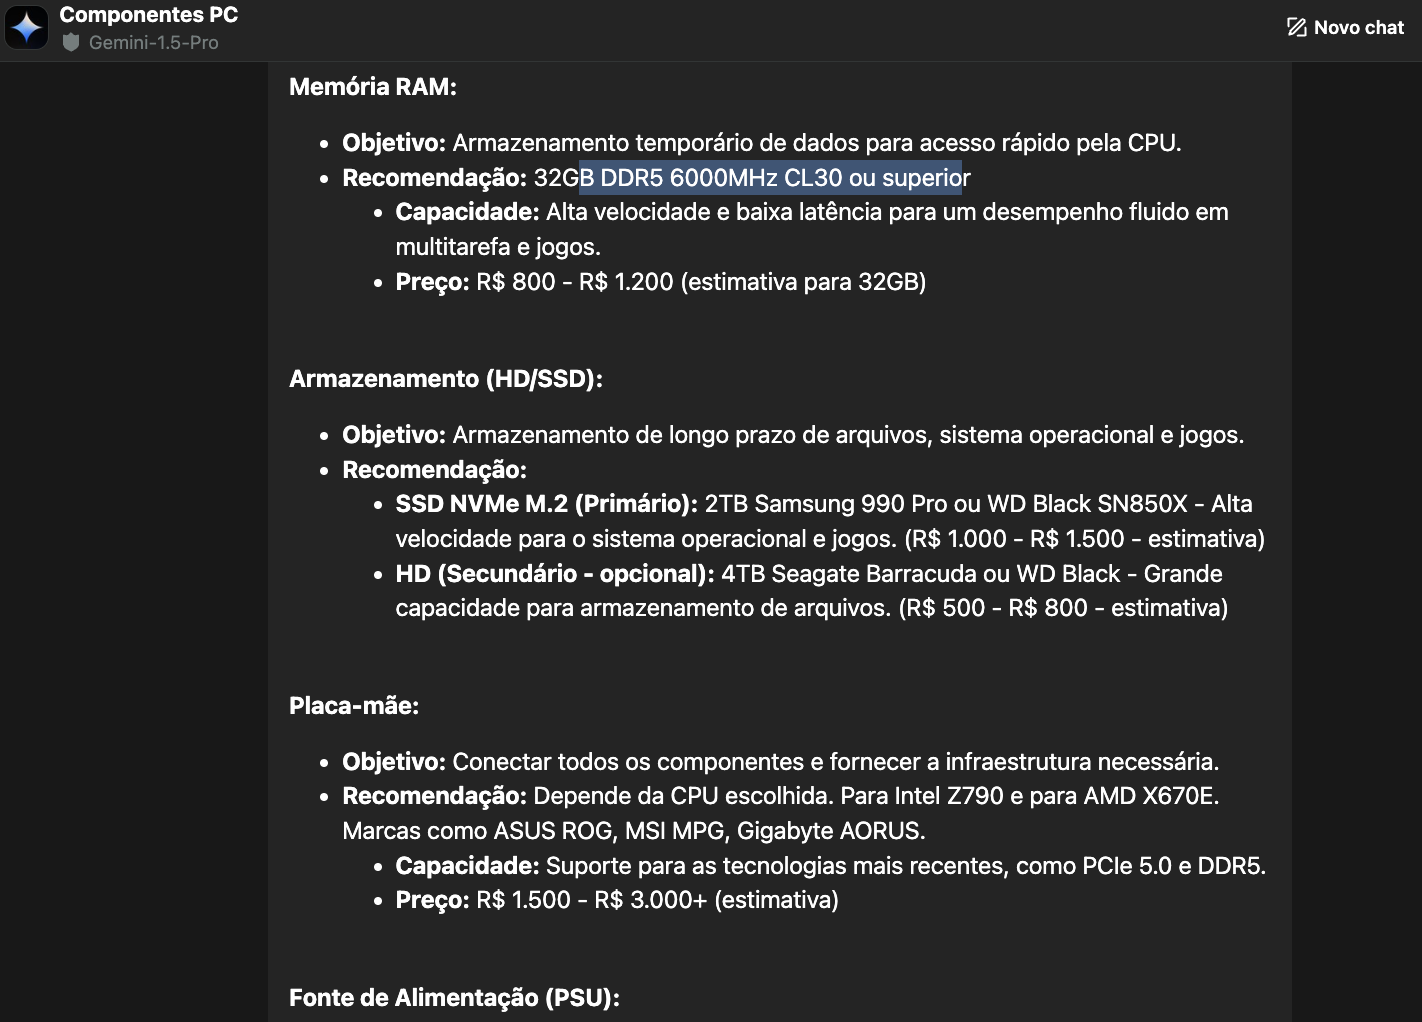 Componentes PC
Gemini-1.5-Pro
Novo chat
Memória RAM:
• Objetivo: Armazenamento temporário de dados para acesso rápido pela CPU.
• Recomendação: 32GB DDR5 6000MHz CL30 ou superior
• Capacidade: Alta velocidade e baixa latência para um desempenho fluido em
multitarefa e jogos.
• Preço: R$ 800 - R$ 1.200 (estimativa para 32GB)
Armazenamento (HD/SSD):
• Objetivo: Armazenamento de longo prazo de arquivos, sistema operacional e jogos.
• Recomendação:
• SSD NVMe M.2 (Primário): 2TB Samsung 990 Pro ou WD Black SN850X - Alta
velocidade para o sistema operacional e jogos. (R$ 1.000 - R$ 1.500 - estimativa)
• HD (Secundário - opcional): 4TB Seagate Barracuda ou WD Black - Grande
capacidade para armazenamento de arquivos. (R$ 500 - R$ 800 - estimativa)
Placa-mãe:
• Objetivo: Conectar todos os componentes e fornecer a infraestrutura necessária.
• Recomendação: Depende da CPU escolhida. Para Intel Z790 e para AMD X670E.
Marcas como ASUS ROG, MSI MPG, Gigabyte AORUS.
• Capacidade: Suporte para as tecnologias mais recentes, como PCIe 5.0 e DDR5.
• Preço: R$ 1.500 - R$ 3.000+ (estimativa)
Fonte de Alimentação (PSU):